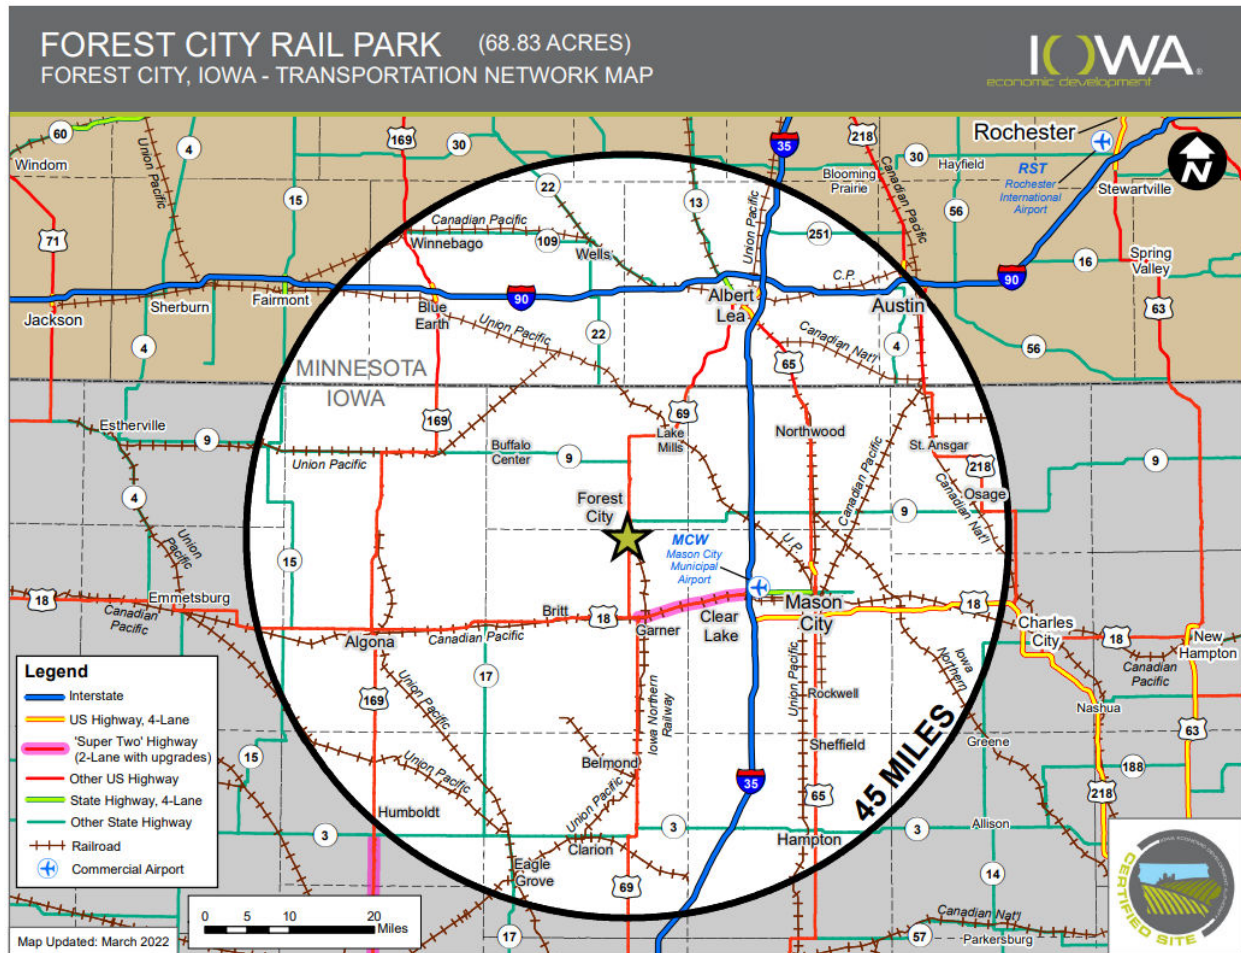 FOREST CITY RAIL PARK (68.83 ACRES)
FOREST CITY, IOWA - TRANSPORTATION NETWORK MAP
IOWA®
economic development
60
4
169
30
35
218
Rochester
Windom
Union Pacific
15
22
13
Union Pacific
Blooming
Prairie
Canadian Pacific
30
Hayfield
RST
Rochester
International
Airport
Stewartville
N
71
Canadian Pacific
Winnebago
109
Wells
251
56
16
Spring
Valley
C.P.
90
90
Jackson
Sherburn
Fairmont
Blue
Earth
Albert
Lea
Austin
63
4
Union Pacific
22
65
Canadian Nat'l
4
56
MINNESOTA
IOWA
169
69
Estherville
9
Union Pacific
Buffalo
Center
9
Lake
Mills
Northwood
St. Ansgar
218
9
Osage
4
Forest
City
Canadian Pacific
9
Canadian Nat'l
Union
Pacific
15
U.P.
MCW
Mason City
Municipal
Airport
18
Canadian
Pacific
Emmetsburg
Britt
18
Garner
Clear
Lake
Mason
City
18
Charles
City
18
New
Hampton
Canadian
Pacific
Algona
Canadian Pacific
17
169
Union Pacific
Iowa Northern
Railway
Union Pacific
Rockwell
Iowa
Northern
Nashua
63
Legend
Interstate
US Highway, 4-Lane
'Super Two' Highway
(2-Lane with upgrades)
Other US Highway
State Highway, 4-Lane
Other State Highway
Railroad
Commercial Airport
15
Union Pacific
Belmond
Sheffield
45 MILES
Greene
188
35
65
218
Humboldt
Union Pacific
3
3
3
Allison
Clarion
Hampton
Eagle
Grove
69
14
0 5 10 20
Miles
17
57
Canadian Nat'l
Parkersburg
Map Updated: March 2022
CERTIFIED SITE